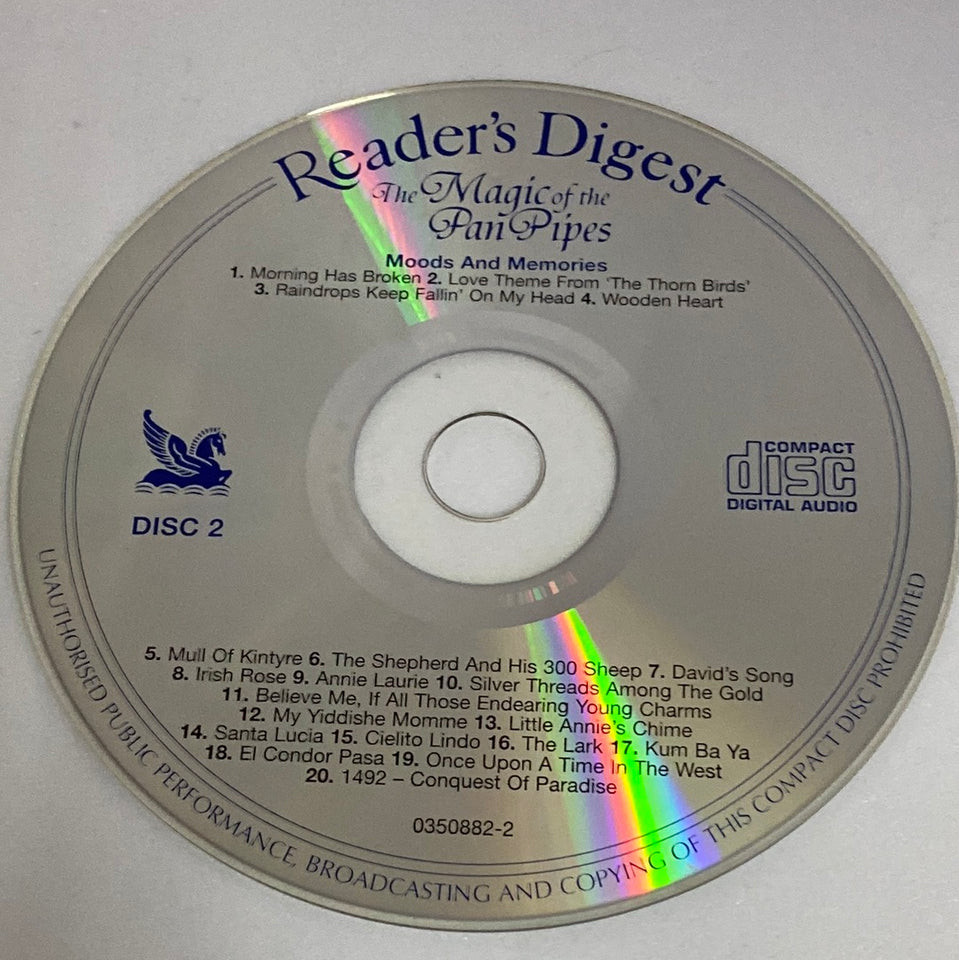 Reader's Digest
The Magic of the
Pan Pipes
Moods And Memories
1. Morning Has Broken 2. Love Theme From 'The Thorn Birds'
3. Raindrops Keep Fallin' On My Head 4. Wooden Heart
COMPACT
disc
DIGITAL AUDIO
DISC 2
5. Mull Of Kintyre 6. The Shepherd And His 300 Sheep 7. David's Song
8. Irish Rose 9. Annie Laurie 10. Silver Threads Among The Gold
11. Believe Me, If All Those Endearing Young Charms
12. My Yiddishe Momme 13. Little Annie's Chime
14. Santa Lucia 15. Cielito Lindo 16. The Lark 17. Kum Ba Ya
18. El Condor Pasa 19. Once Upon A Time In The West
20. 1492 – Conquest Of Paradise
0350882-2
UNAUTHORISED PUBLIC PERFORMANCE, BROADCASTING AND COPYING OF THIS COMPACT DISC PROHIBITED